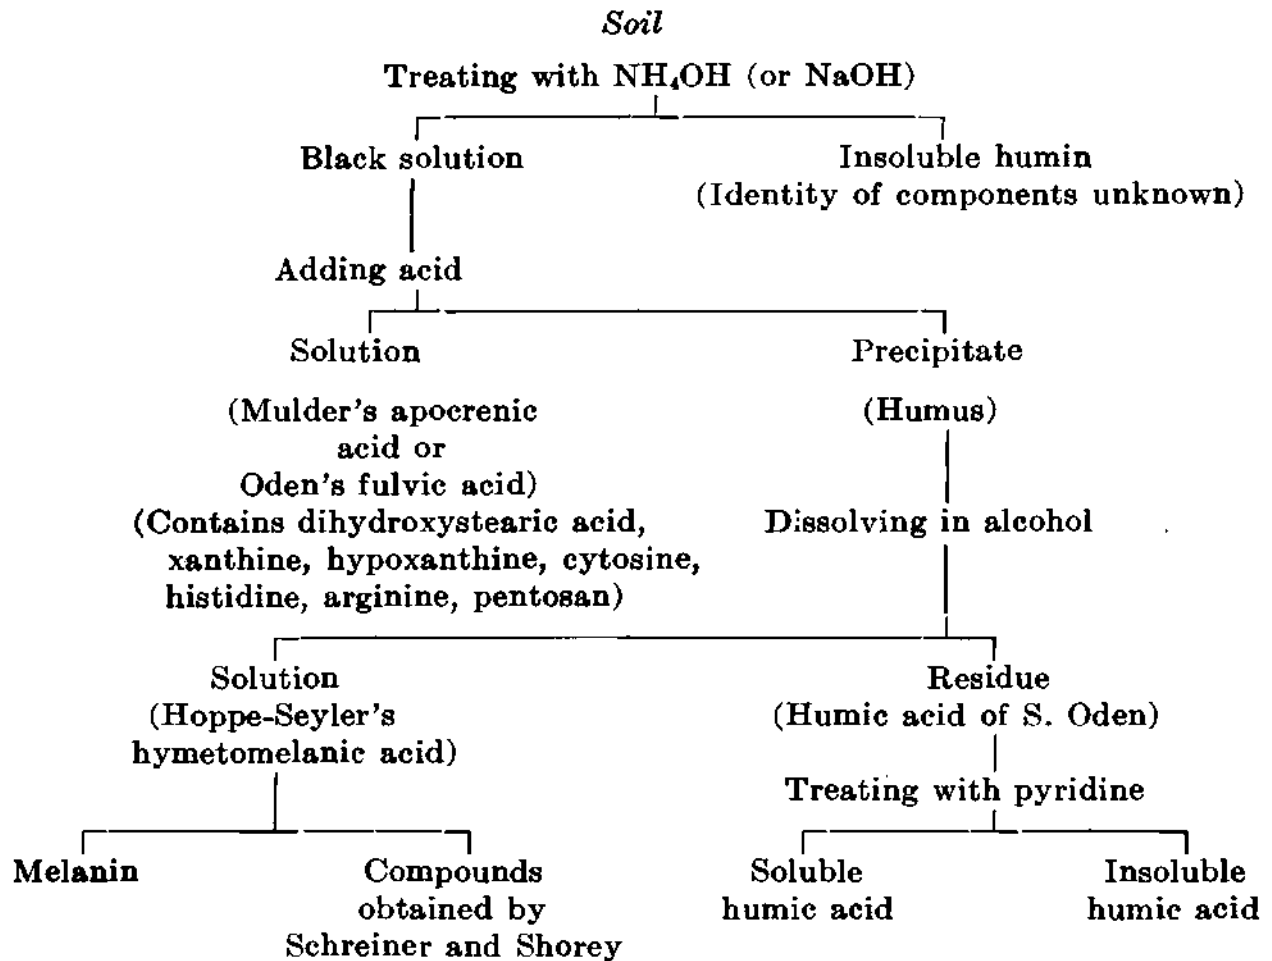 Soil
Treating with NH₄OH (or NaOH)
Black solution
Insoluble humin
(Identity of components unknown)
Adding acid
Solution
Precipitate
(Mulder's apocrenic
acid or
Oden's fulvic acid)
(Contains dihydroxystearic acid,
xanthine, hypoxanthine, cytosine,
histidine, arginine, pentosan)
(Humus)
Dissolving in alcohol
Solution
(Hoppe-Seyler's
hymetomelanic acid)
Residue
(Humic acid of S. Oden)
Treating with pyridine
Melanin
Compounds
obtained by
Schreiner and Shorey
Soluble
humic acid
Insoluble
humic acid